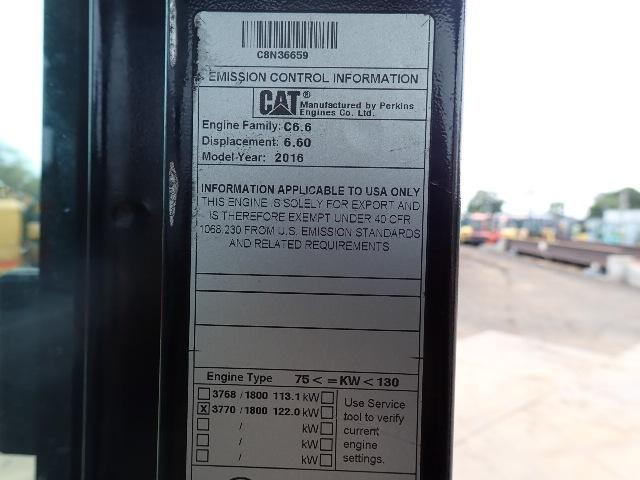 C8N36659
EMISSION CONTROL INFORMATION
CAT® Manufactured by Perkins
Engines Co. Ltd.
Engine Family: C6.6
Displacement: 6.60
Model-Year: 2016
INFORMATION APPLICABLE TO USA ONLY
THIS ENGINE IS SOLELY FOR EXPORT AND
IS THEREFORE EXEMPT UNDER 40 CFR
1068.230 FROM U.S. EMISSION STANDARDS
AND RELATED REQUIREMENTS
Engine Type 75 < = KW < 130
3768 / 1800 113.1 kW
X 3770 / 1800 122.0 kW
/ kW
/ kW
/ kW
Use Service
tool to verify
current
engine
settings.